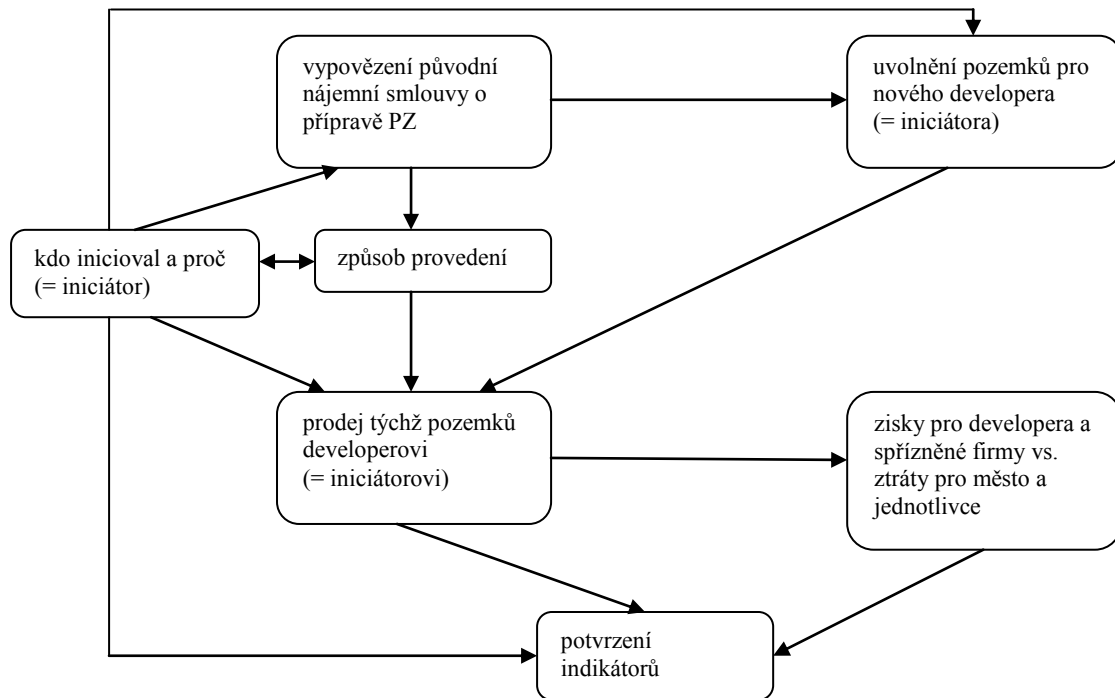 vypovězení původní
nájemní smlouvy o
přípravě PZ
uvolnění pozemků pro
nového developera
(= iniciátora)
kdo inicioval a proč
(= iniciátor)
způsob provedení
prodej týchž pozemků
developerovi
(= iniciátorovi)
zisky pro developera a
spřízněné firmy vs.
ztráty pro město a
jednotlivce
potvrzení
indikátorů